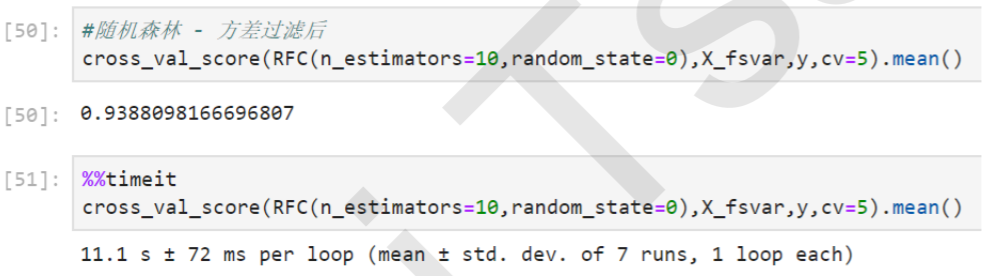 [50]: #随机森林 - 方差过滤后
cross_val_score(RFC(n_estimators=10,random_state=0),X_fsvar,y,cv=5).mean()
[50]: 0.9388098166696807
[51]: %%timeit
cross_val_score(RFC(n_estimators=10,random_state=0),X_fsvar,y,cv=5).mean()
11.1 s ± 72 ms per loop (mean ± std. dev. of 7 runs, 1 loop each)